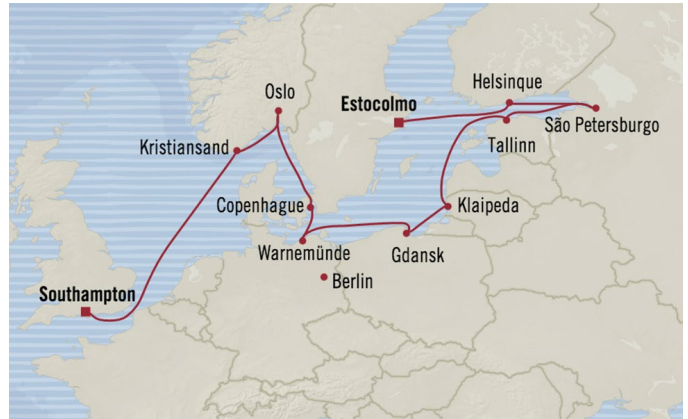 Oslo
Helsinque
Estocolmo
São Petersburgo
Kristiansand
Tallinn
Copenhague
Klaipeda
Warnemünde
Gdansk
Berlin
Southampton